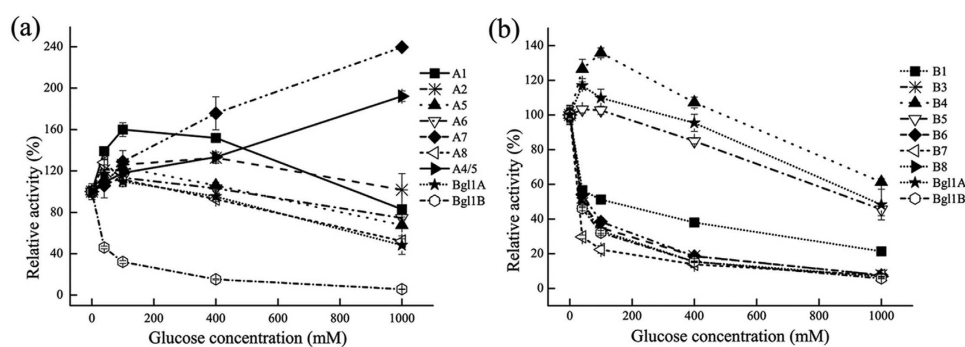 (a)
Relative activity (%)
240
200
160
120
80
40
0
0
200
400
600
800
1000
Glucose concentration (mM)
A1
A2
A5
A6
A7
A8
A4/5
Bgl1A
Bgl1B
(b)
Relative activity (%)
140
120
100
80
60
40
20
0
0
200
400
600
800
1000
Glucose concentration (mM)
B1
B3
B4
B5
B6
B7
B8
Bgl1A
Bgl1B